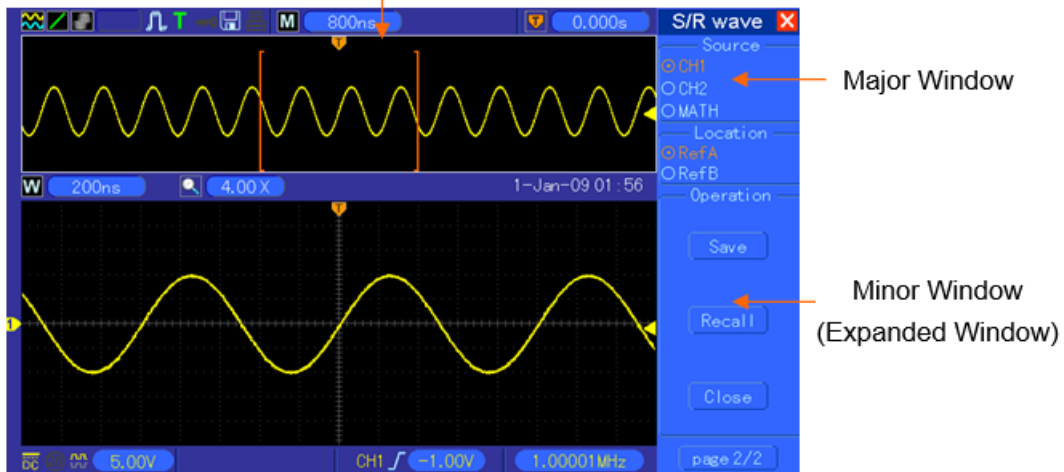 T M 800ns T 0.000s S/R wave X
Source
CH1
CH2
MATH
Major Window
Location
RefA
RefB
W 200ns 4.00X 1-Jan-09 01:56
Operation
T
Save
Minor Window
(Expanded Window)
1
Recall
Close
DC 5.00V CH1 -1.00V 1.00001MHz page 2/2